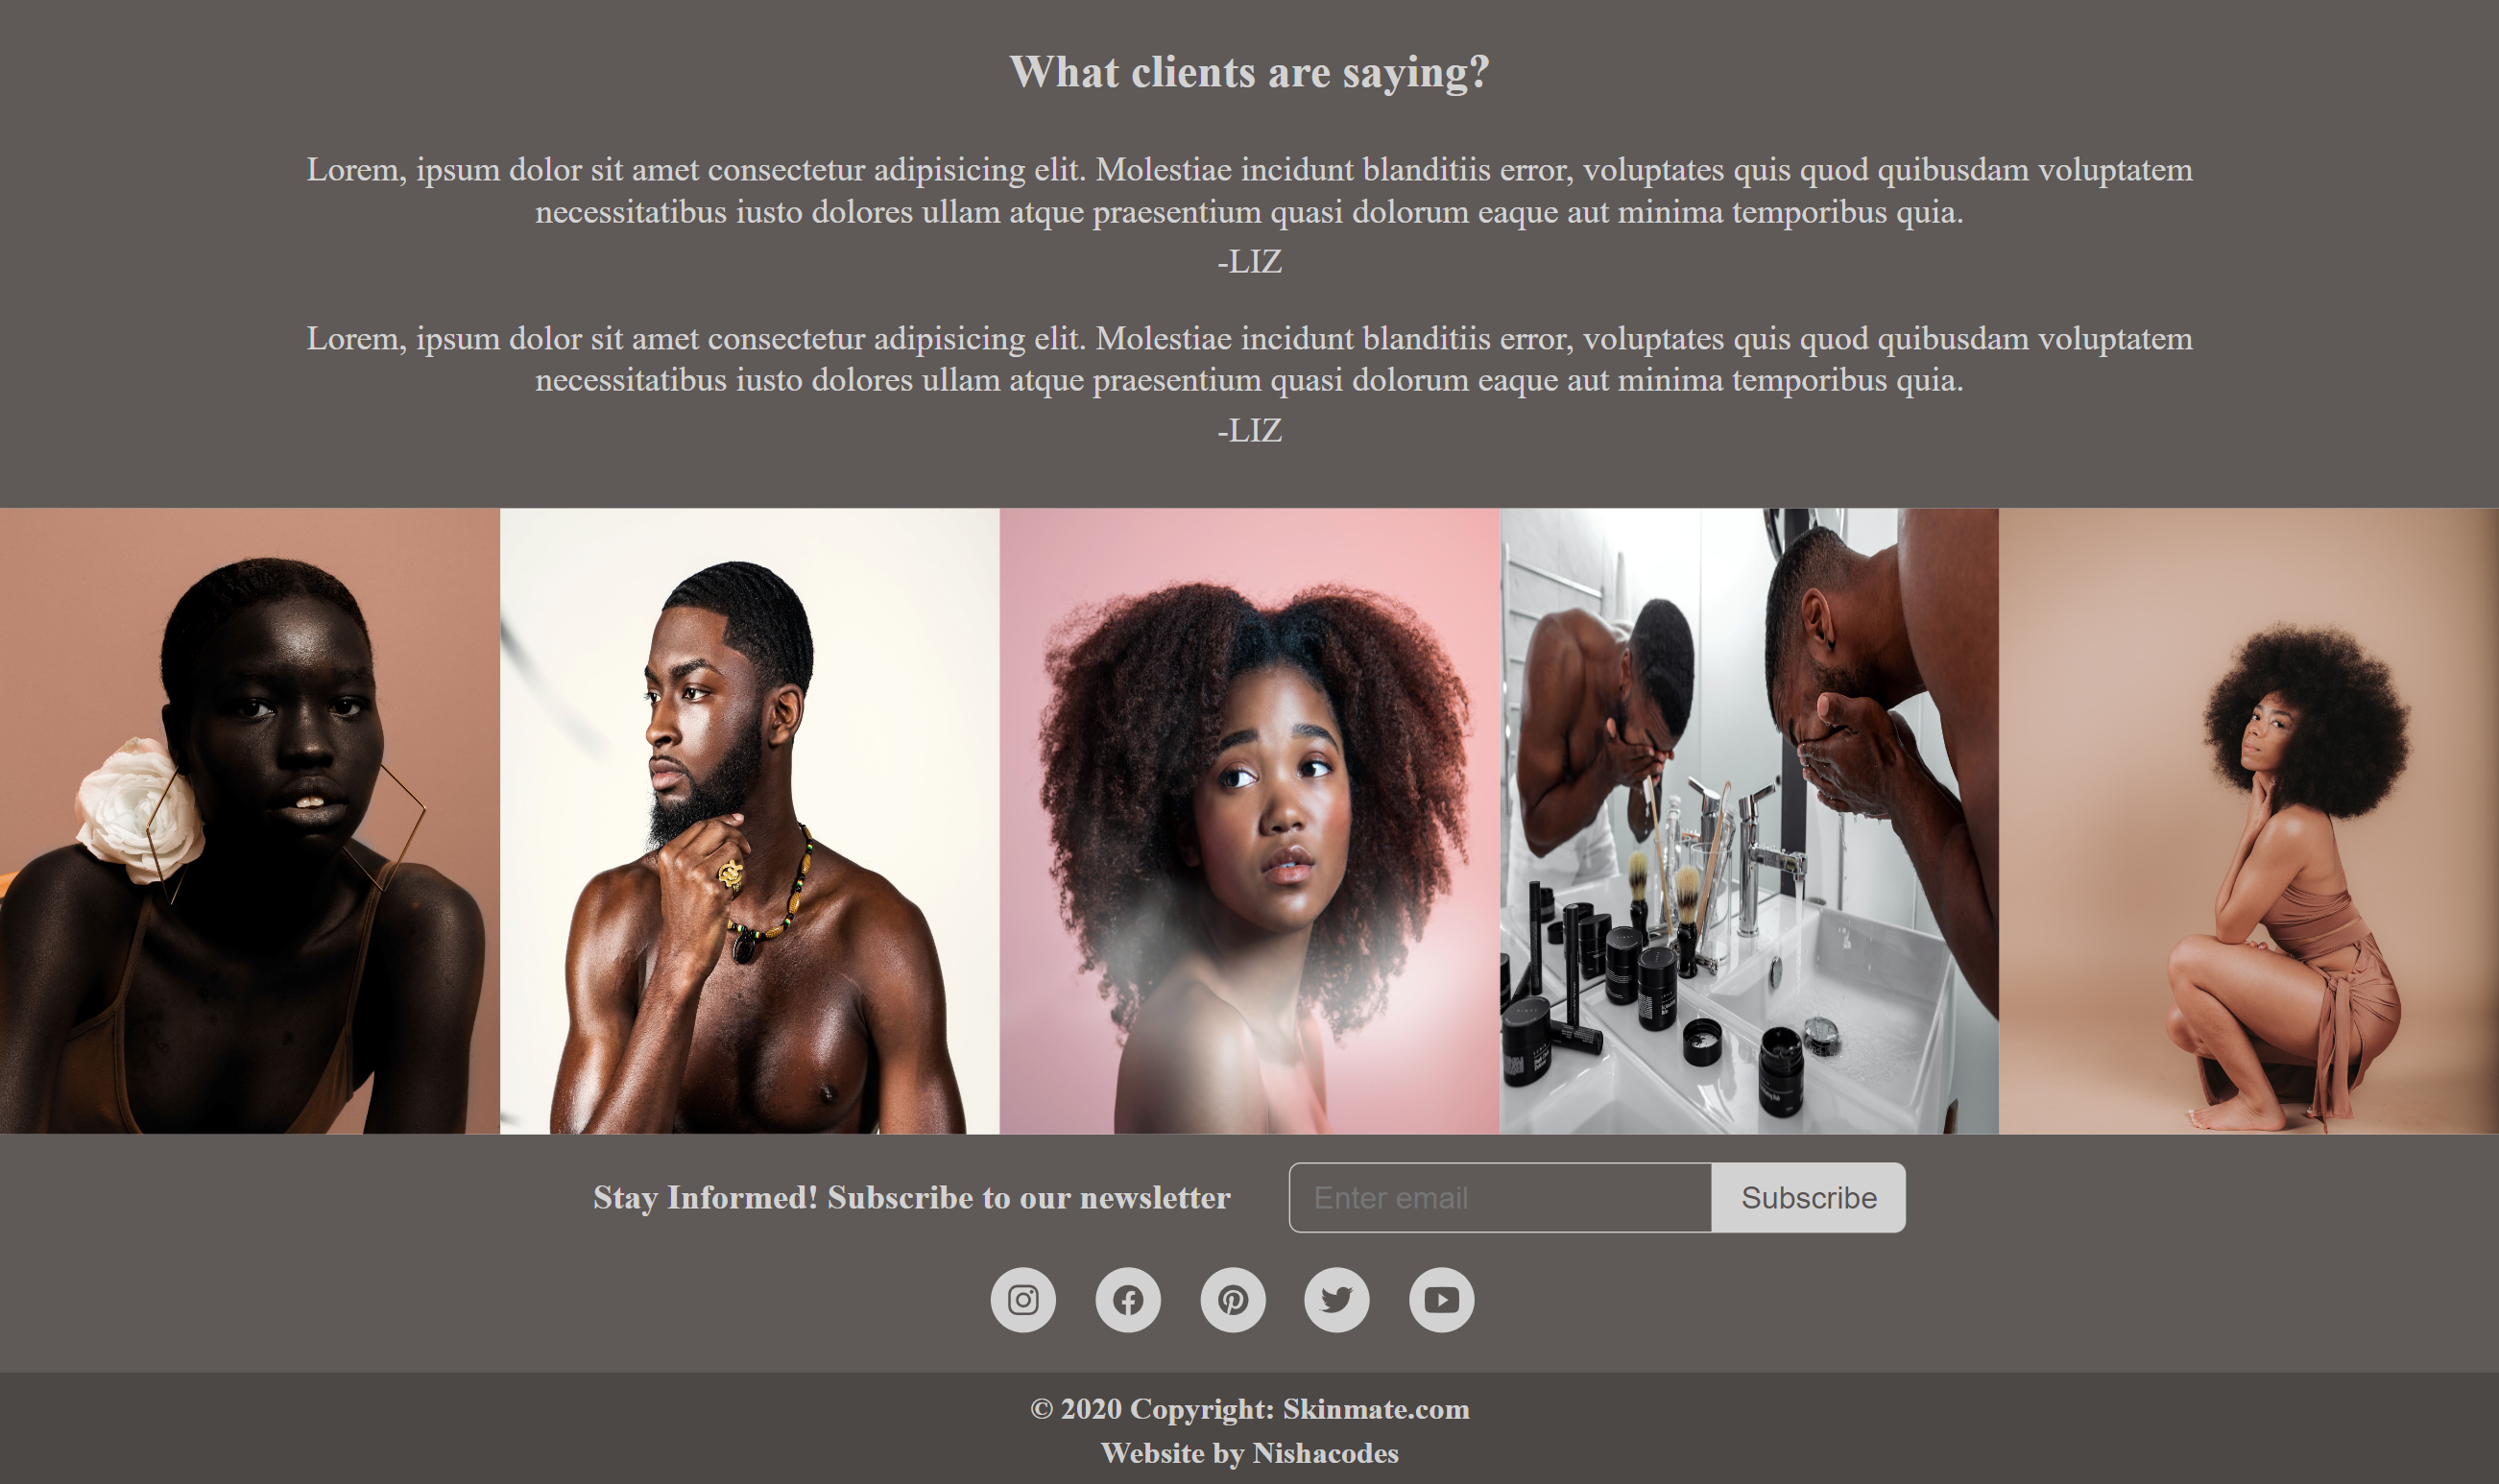 What clients are saying?
Lorem, ipsum dolor sit amet consectetur adipisicing elit. Molestiae incidunt blanditiis error, voluptates quis quod quibusdam voluptatem
necessitatibus iusto dolores ullam atque praesentium quasi dolorum eaque aut minima temporibus quia.
-LIZ
Lorem, ipsum dolor sit amet consectetur adipisicing elit. Molestiae incidunt blanditiis error, voluptates quis quod quibusdam voluptatem
necessitatibus iusto dolores ullam atque praesentium quasi dolorum eaque aut minima temporibus quia.
-LIZ
Stay Informed! Subscribe to our newsletter
Enter email
Subscribe
© 2020 Copyright: Skinmate.com
Website by Nishacodes